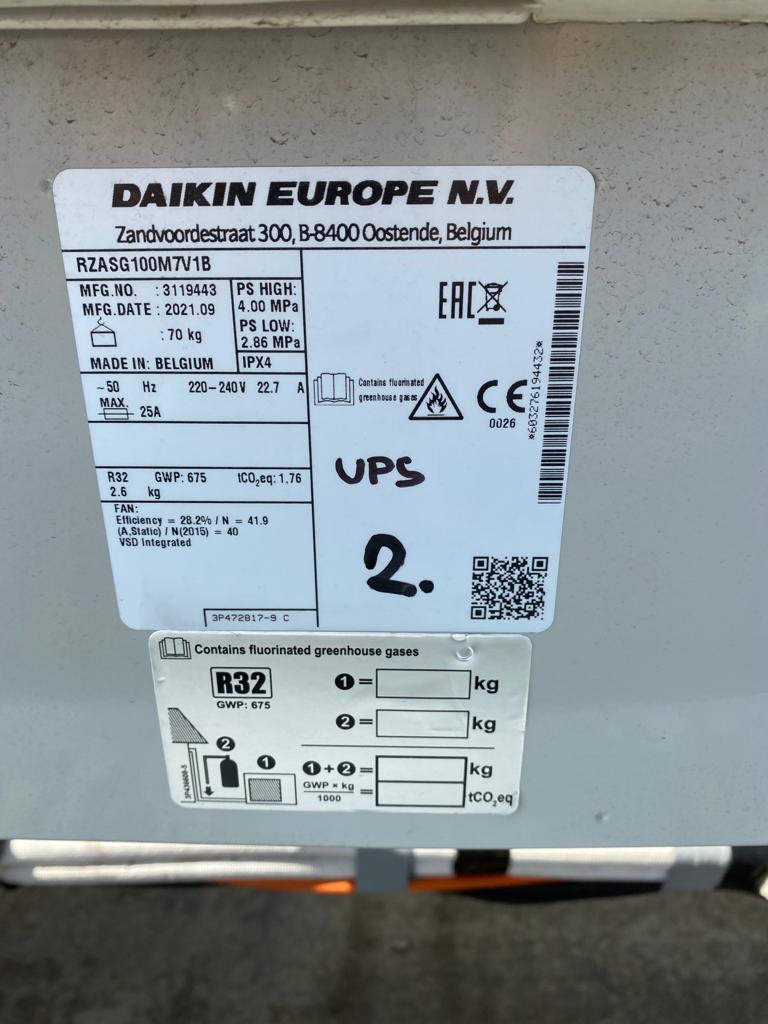 DAIKIN EUROPE N.V.
Zandvoordestraat 300, B-8400 Oostende, Belgium
RZASG100M7V1B
MFG.NO. : 3119443
MFG.DATE : 2021.09
: 70 kg
MADE IN: BELGIUM
PS HIGH:
4.00 MPa
PS LOW:
2.86 MPa
IPX4
~50 Hz 220-240V 22.7 A
MAX.
25A
R32 GWP: 675 tCO₂eq: 1,76
2.6 kg
FAN:
Efficiency = 28.2% / N = 41.9
(A,Static) / N(2015) = 40
VSD Integrated
3P472817-9 C
EAC
Contains fluorinated
greenhouse gases
CE
0026
*603276194432*
UPS
2.
Contains fluorinated greenhouse gases
R32
GWP: 675
1 = kg
2 = kg
1 + 2 = kg
GWP × kg
1000
= tCO₂eq
2
1